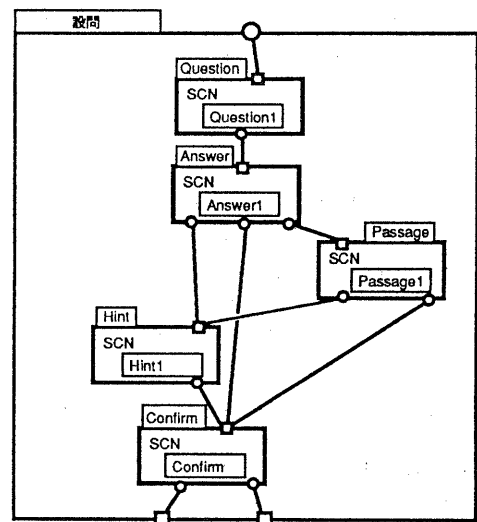 設問
Question
SCN
Question1
Answer
SCN
Answer1
Passage
SCN
Passage1
Hint
SCN
Hint1
Confirm
SCN
Confirm